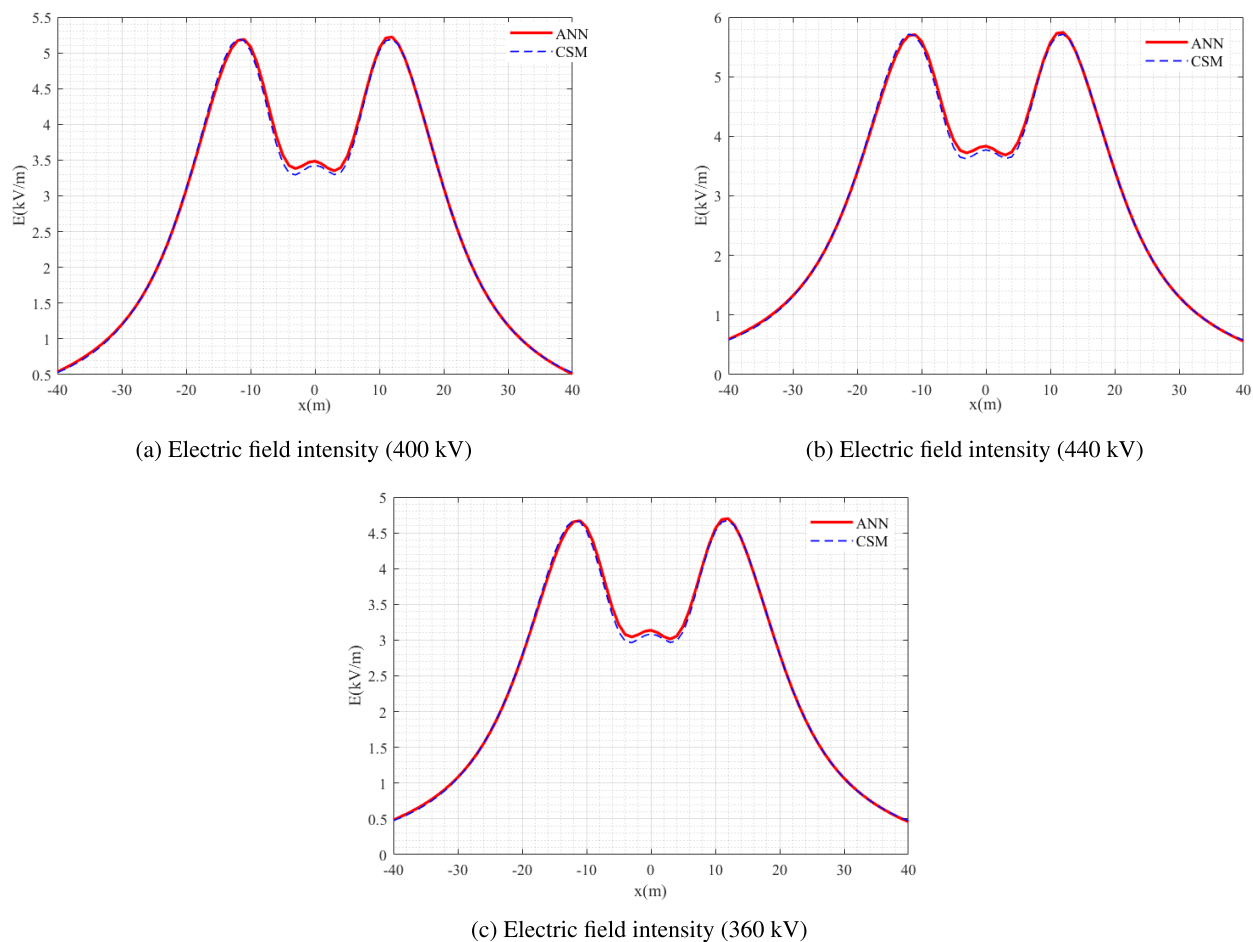 5.5
5
4.5
4
3.5
3
2.5
2
1.5
1
0.5
E(kV/m)
-40 -30 -20 -10 0 10 20 30 40
x(m)
ANN
CSM
(a) Electric field intensity (400 kV)
6
5
4
3
2
1
0
E(kV/m)
-40 -30 -20 -10 0 10 20 30 40
x(m)
ANN
CSM
(b) Electric field intensity (440 kV)
5
4.5
4
3.5
3
2.5
2
1.5
1
0.5
0
E(kV/m)
-40 -30 -20 -10 0 10 20 30 40
x(m)
ANN
CSM
(c) Electric field intensity (360 kV)